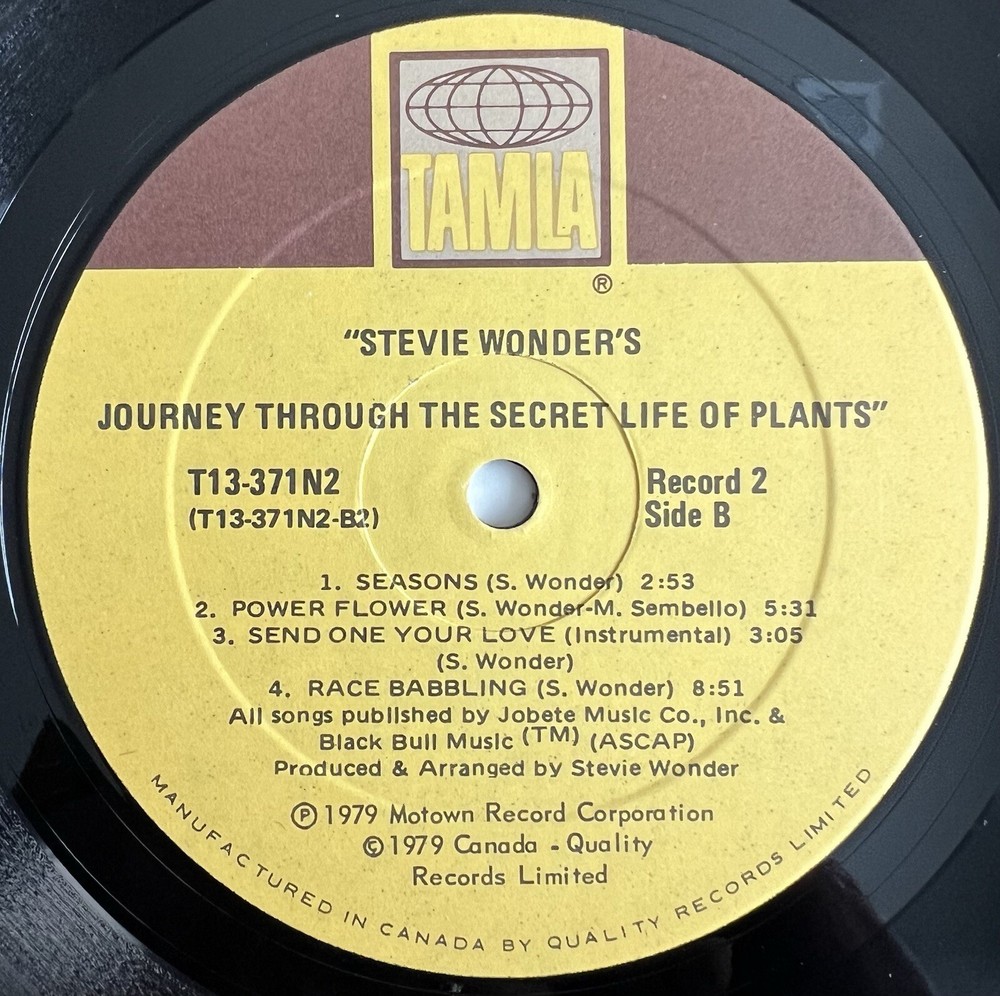 TAMLA
®
"STEVIE WONDER'S
JOURNEY THROUGH THE SECRET LIFE OF PLANTS"
T13-371N2
(T13-371N2-B2)
Record 2
Side B
1. SEASONS (S. Wonder) 2:53
2. POWER FLOWER (S. Wonder-M. Sembello) 5:31
3. SEND ONE YOUR LOVE (Instrumental) 3:05
(S. Wonder)
4. RACE BABBLING (S. Wonder) 8:51
All songs published by Jobete Music Co., Inc. &
Black Bull Music (TM) (ASCAP)
Produced & Arranged by Stevie Wonder
℗ 1979 Motown Record Corporation
© 1979 Canada - Quality
Records Limited
MANUFACTURED IN CANADA BY QUALITY RECORDS LIMITED